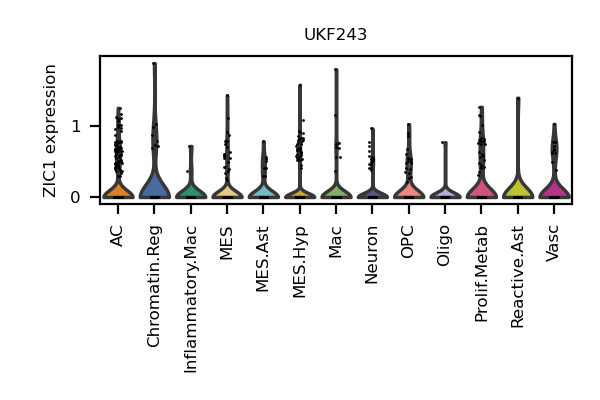 UKF243
ZIC1 expression
1
0
AC
Chromatin.Reg
Inflammatory.Mac
MES
MES.Ast
MES.Hyp
Mac
Neuron
OPC
Oligo
Prolif.Metab
Reactive.Ast
Vasc